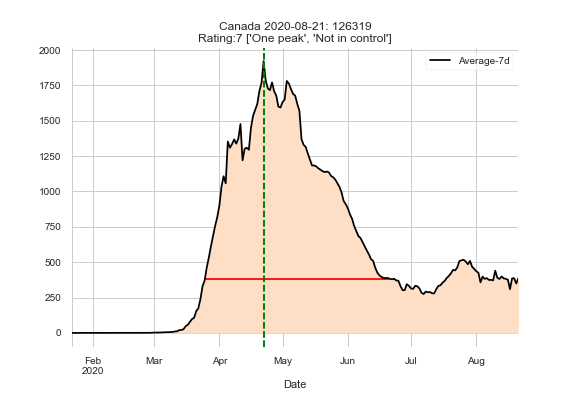 Canada 2020-08-21: 126319
Rating:7 ['One peak', 'Not in control']
Average-7d
2000
1750
1500
1250
1000
750
500
250
0
Feb Mar Apr May Jun Jul Aug
2020
Date